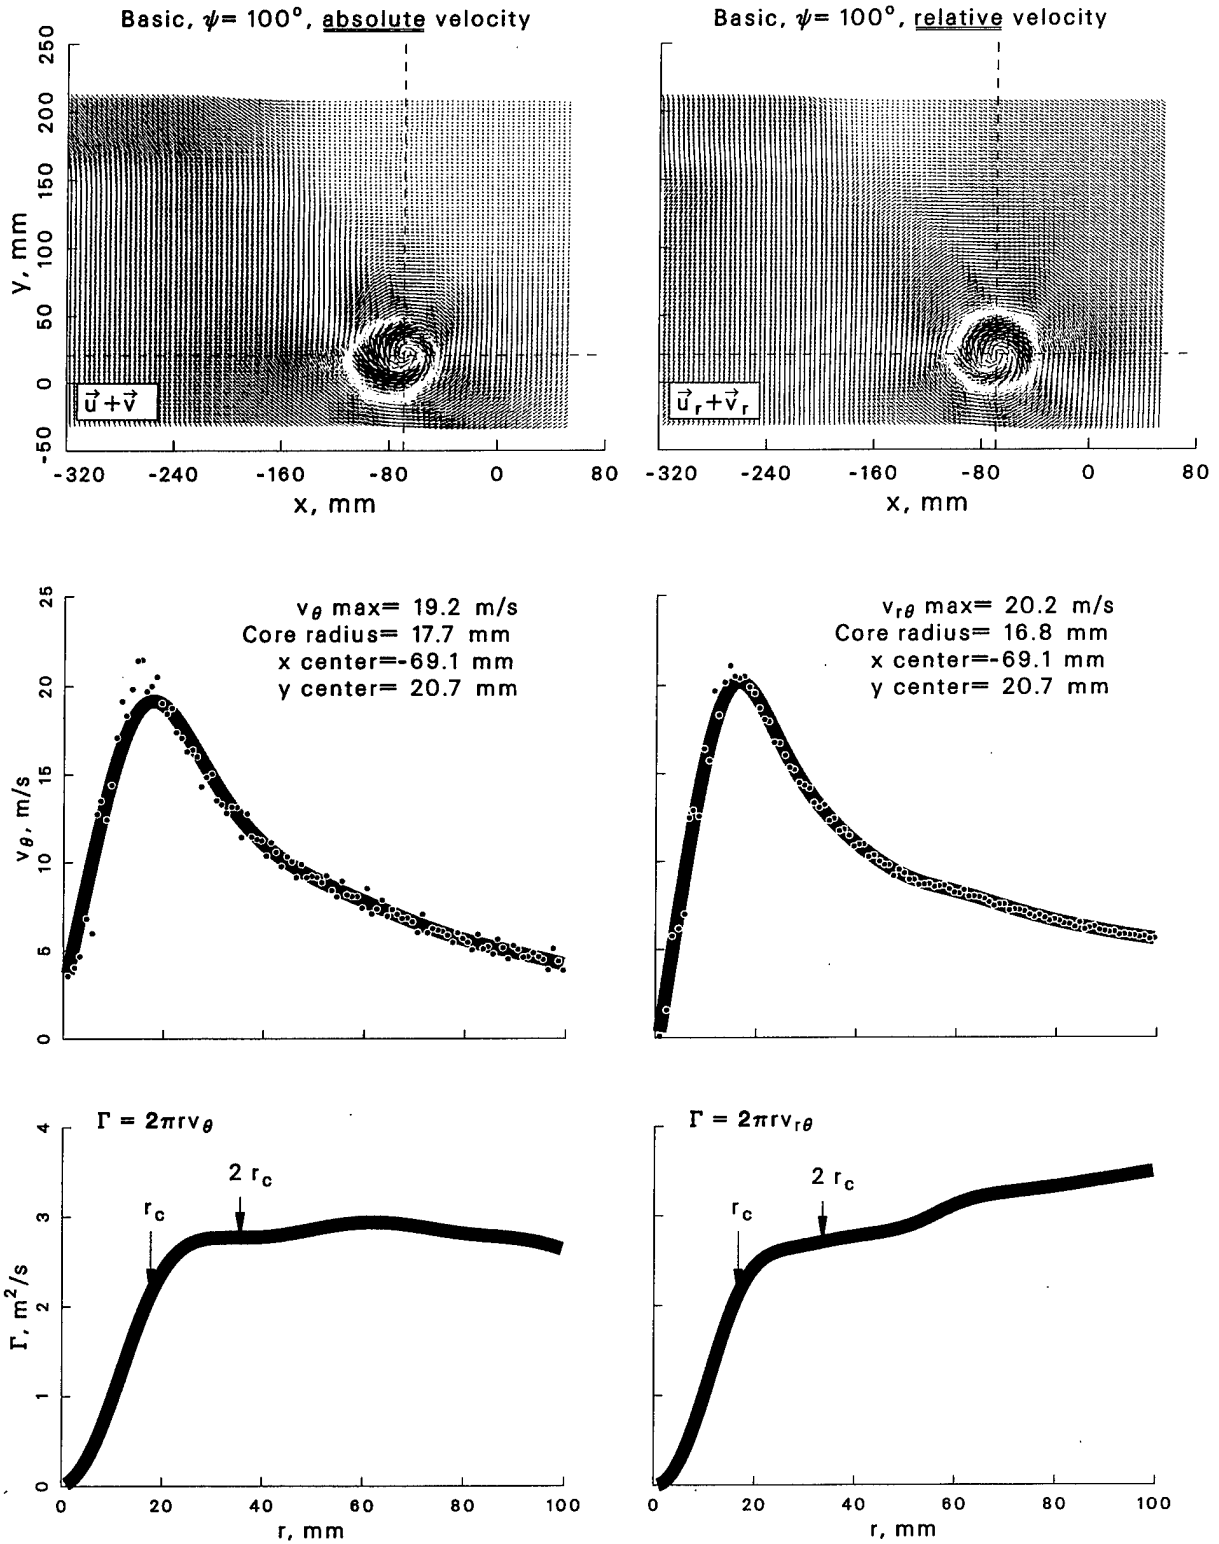 Basic, ψ= 100°, absolute velocity
Basic, ψ= 100°, relative velocity
250
200
150
100
50
0
-50
y, mm
u⃗ + v⃗
-320 -240 -160 -80 0 80
x, mm
u⃗r + v⃗r
-320 -240 -160 -80 0 80
x, mm
25
20
15
10
5
0
vθ, m/s
vθ max= 19.2 m/s
Core radius= 17.7 mm
x center=-69.1 mm
y center= 20.7 mm
vrθ max= 20.2 m/s
Core radius= 16.8 mm
x center=-69.1 mm
y center= 20.7 mm
4
3
2
1
0
Γ, m²/s
Γ = 2πrvθ
rc
2 rc
0 20 40 60 80 100
r, mm
Γ = 2πrvrθ
rc
2 rc
0 20 40 60 80 100
r, mm